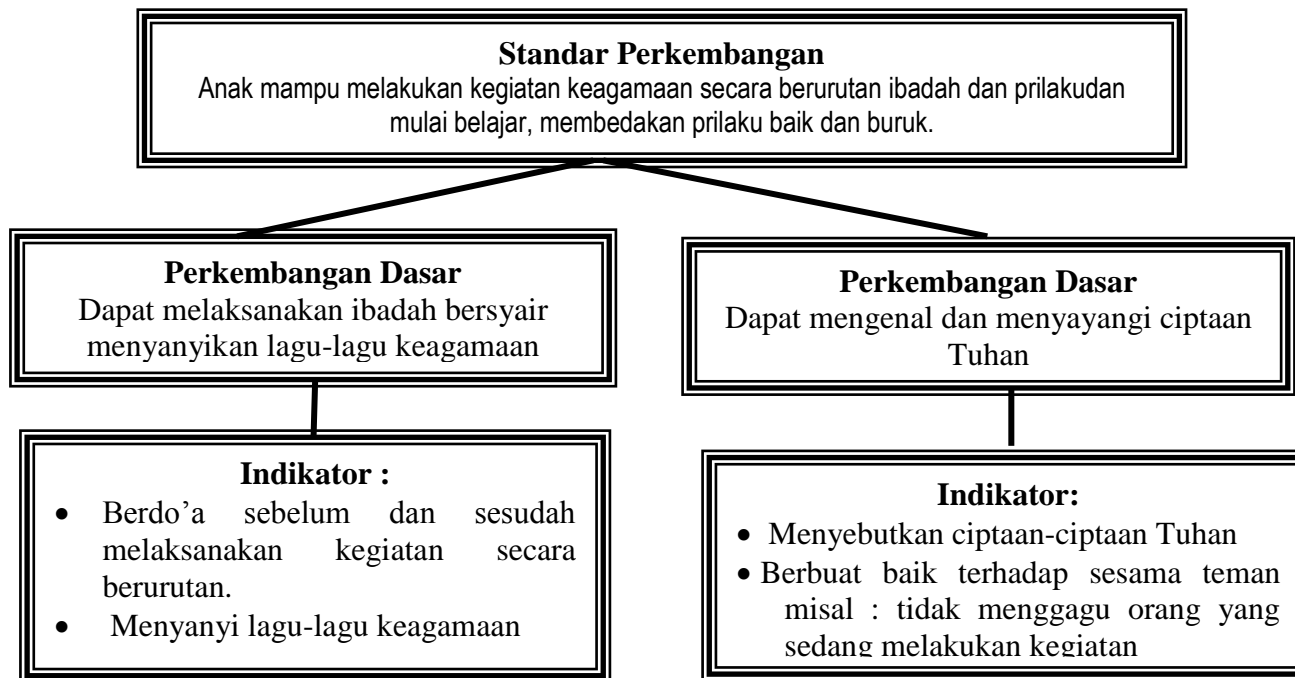 Standar Perkembangan
Anak mampu melakukan kegiatan keagamaan secara berurutan ibadah dan prilakudan
mulai belajar, membedakan prilaku baik dan buruk.
Perkembangan Dasar
Dapat melaksanakan ibadah bersyair
menyanyikan lagu-lagu keagamaan
Perkembangan Dasar
Dapat mengenal dan menyayangi ciptaan
Tuhan
Indikator :
• Berdo’a sebelum dan sesudah
melaksanakan kegiatan secara
berurutan.
• Menyanyi lagu-lagu keagamaan
Indikator:
• Menyebutkan ciptaan-ciptaan Tuhan
• Berbuat baik terhadap sesama teman
misal : tidak menggagu orang yang
sedang melakukan kegiatan